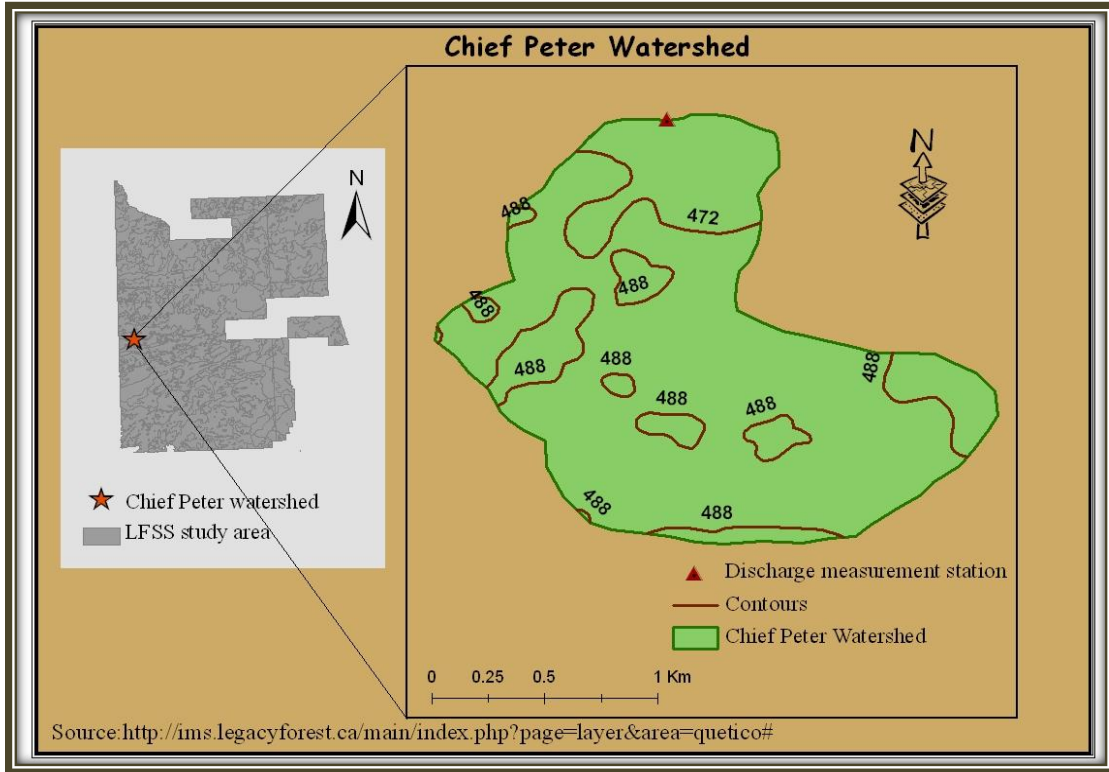 Chief Peter Watershed
N
N
488
472
488
488
488
488
488
488
488
488
488
Chief Peter watershed
LFSS study area
Discharge measurement station
Contours
Chief Peter Watershed
0 0.25 0.5 1 Km
Source:http://ims.legacyforest.ca/main/index.php?page=layer&area=quetico#